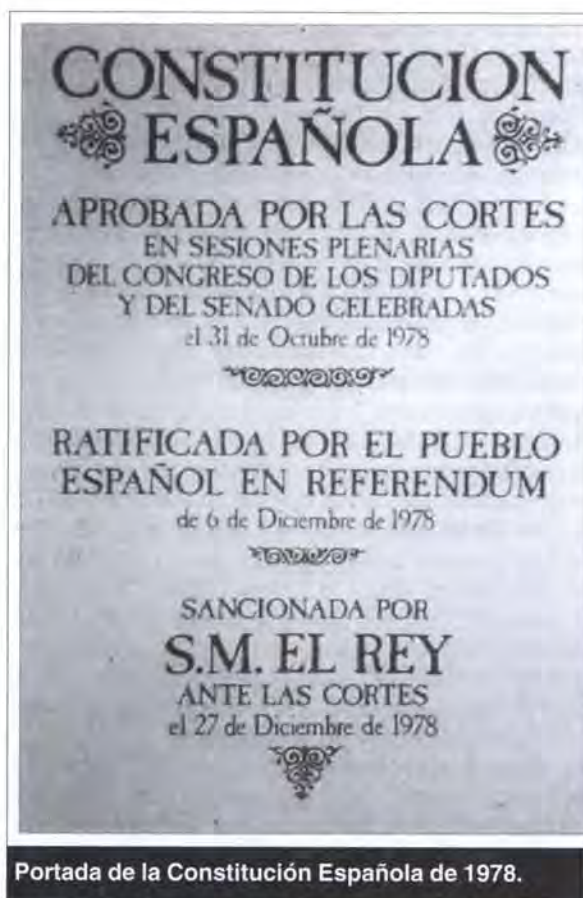 CONSTITUCION
ESPAÑOLA
APROBADA POR LAS CORTES
EN SESIONES PLENARIAS
DEL CONGRESO DE LOS DIPUTADOS
Y DEL SENADO CELEBRADAS
el 31 de Octubre de 1978
RATIFICADA POR EL PUEBLO
ESPAÑOL EN REFERENDUM
de 6 de Diciembre de 1978
SANCIONADA POR
S.M. EL REY
ANTE LAS CORTES
el 27 de Diciembre de 1978
Portada de la Constitución Española de 1978.